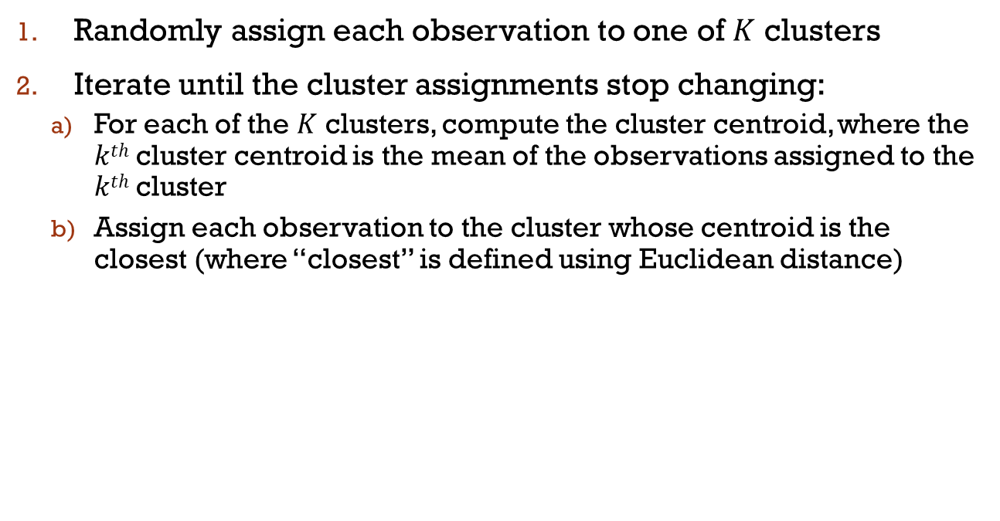 1. Randomly assign each observation to one of K clusters
2. Iterate until the cluster assignments stop changing:
a) For each of the K clusters, compute the cluster centroid, where the
kth cluster centroid is the mean of the observations assigned to the
kth cluster
b) Assign each observation to the cluster whose centroid is the
closest (where “closest” is defined using Euclidean distance)